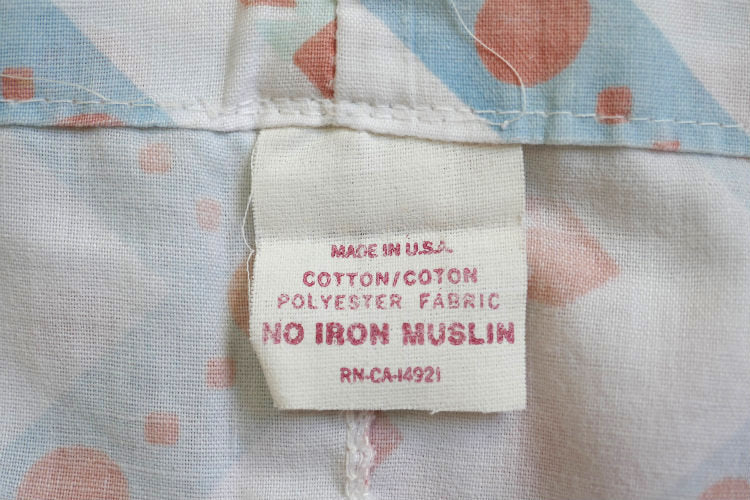 MADE IN U.S.A.
COTTON/COTON
POLYESTER FABRIC
NO IRON MUSLIN
RN-CA-14921